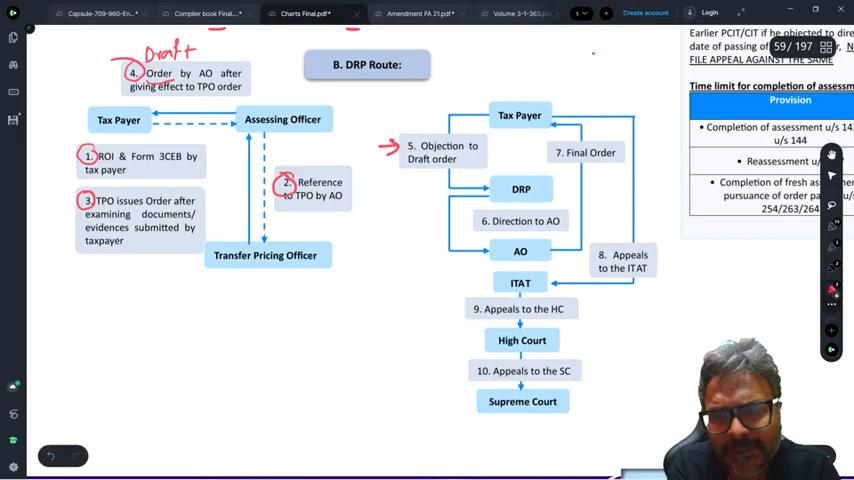 Capsule-709-960-En...*
Compiler book Final....*
Charts Final.pdf*
Amendment FA 21.pdf*
Volume 3-1-363.pdf*
5
Create account
Login
59 / 197
Earlier PCIT/CIT if he objected to dire
date of passing of
FILE APPEAL AGAINST THE SAME
Draft
4. Order by AO after
giving effect to TPO order
B. DRP Route:
Time limit for completion of assessm
Provision
• Completion of assessment u/s 14
u/s 144
• Reassessment u/s
• Completion of fresh assess
pursuance of order pa
254/263/264
Tax Payer
Assessing Officer
1. ROI & Form 3CEB by
tax payer
2. Reference
to TPO by AO
3. TPO issues Order after
examining documents/
evidences submitted by
taxpayer
Transfer Pricing Officer
Tax Payer
5. Objection to
Draft order
7. Final Order
DRP
6. Direction to AO
AO
8. Appeals
to the ITAT
ITAT
9. Appeals to the HC
High Court
10. Appeals to the SC
Supreme Court